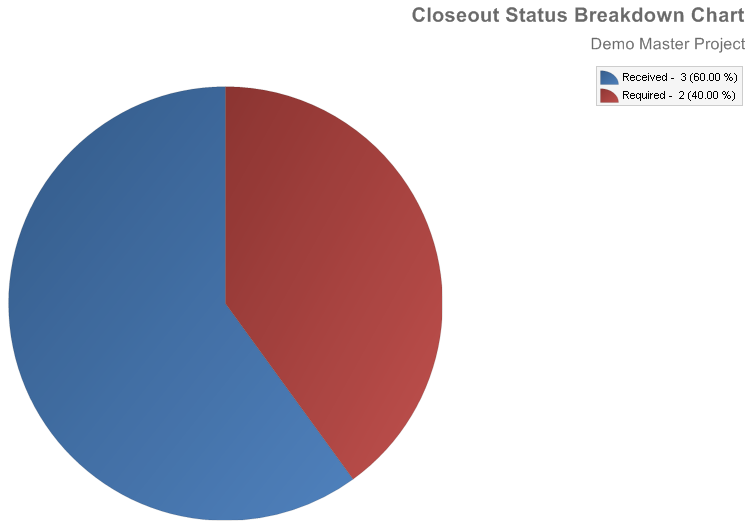 Closeout Status Breakdown Chart
Demo Master Project
Received - 3 (60.00 %)
Required - 2 (40.00 %)